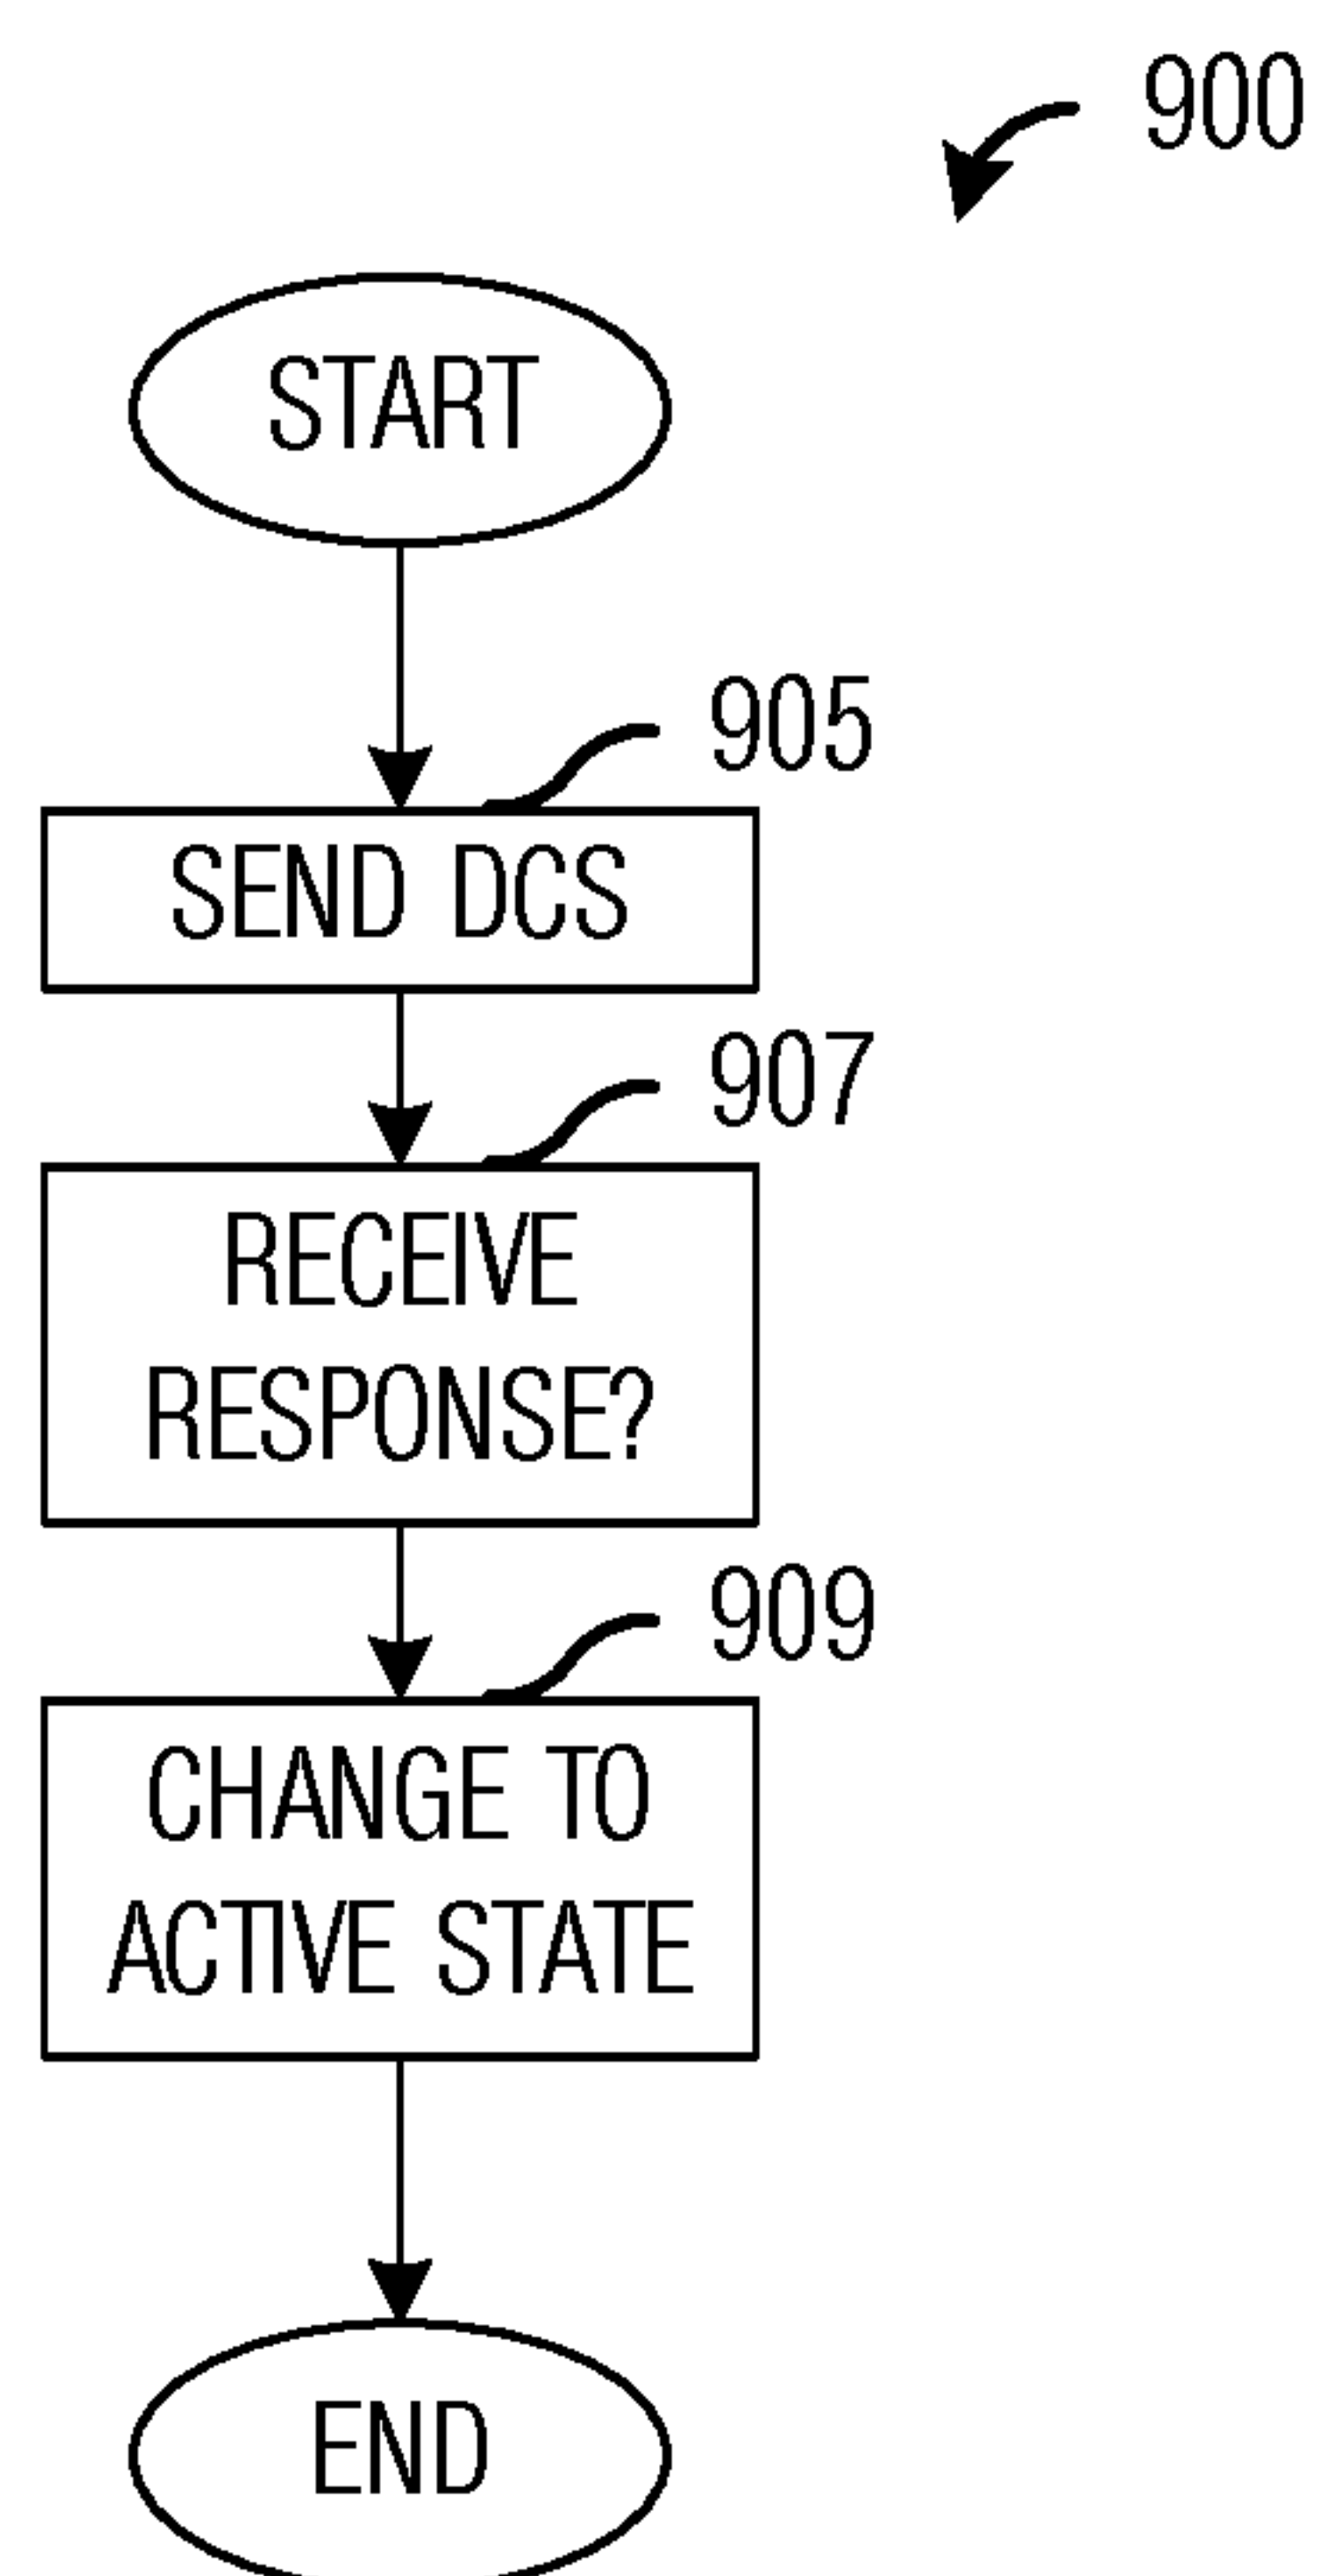 900
START
905
SEND DCS
907
RECEIVE
RESPONSE?
909
CHANGE TO
ACTIVE STATE
END